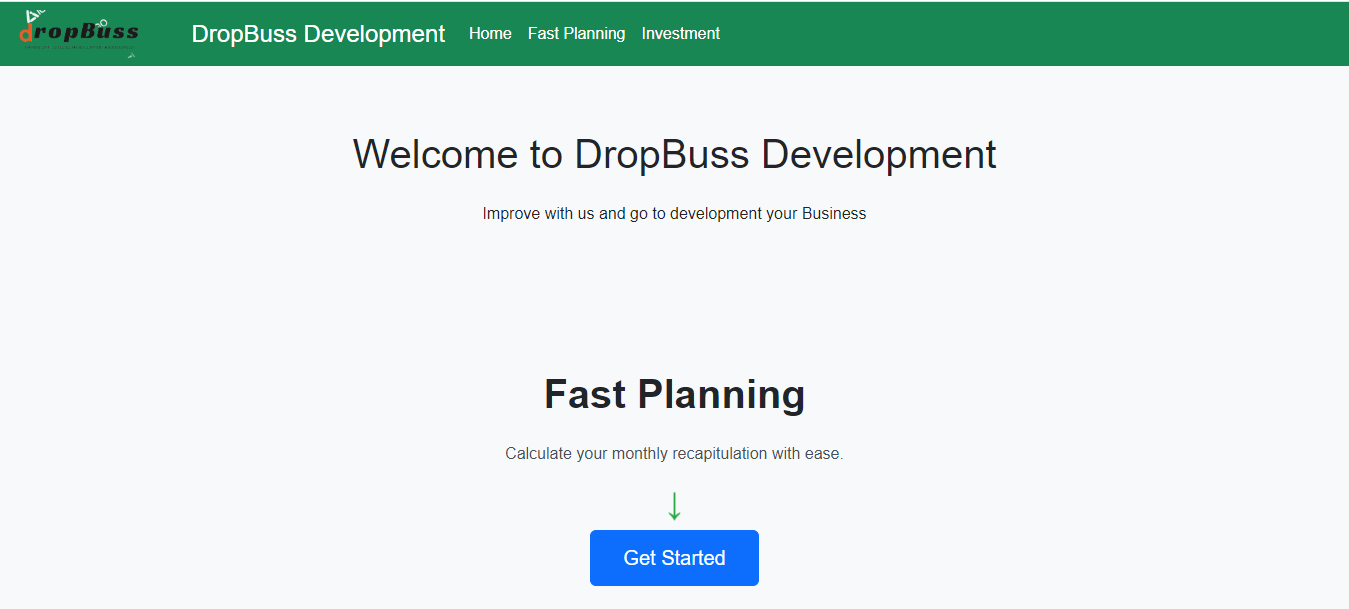 dropBuss
DropBuss Development
Home
Fast Planning
Investment
Welcome to DropBuss Development
Improve with us and go to development your Business
Fast Planning
Calculate your monthly recapitulation with ease.
↓
Get Started